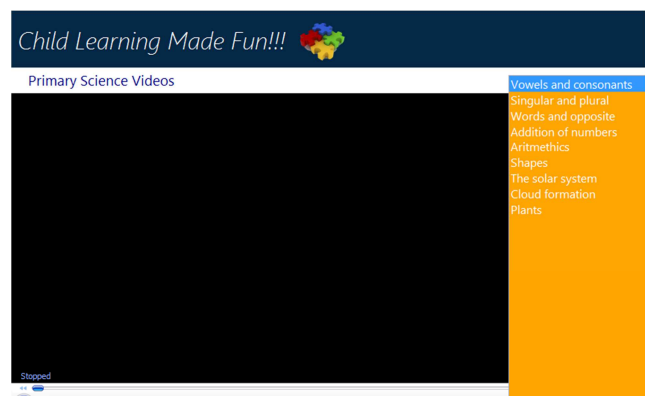 Child Learning Made Fun!!!
Primary Science Videos
Vowels and consonants
Singular and plural
Words and opposite
Addition of numbers
Aritmethics
Shapes
The solar system
Cloud formation
Plants
Stopped